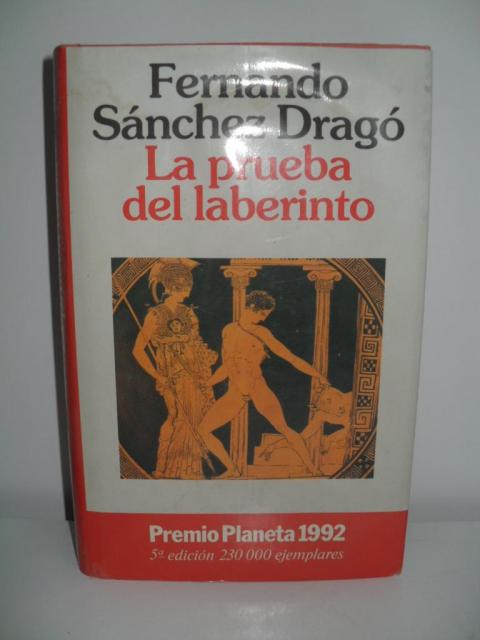 Fernando
Sánchez Dragó
La prueba
del laberinto
Premio Planeta 1992
5ª edición 230 000 ejemplares